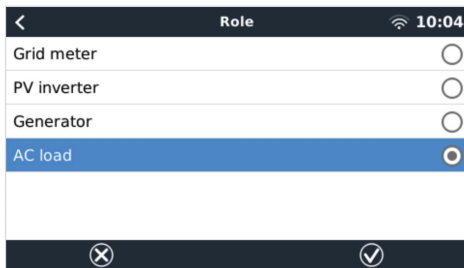 Role 10:04
Grid meter
PV inverter
Generator
AC load